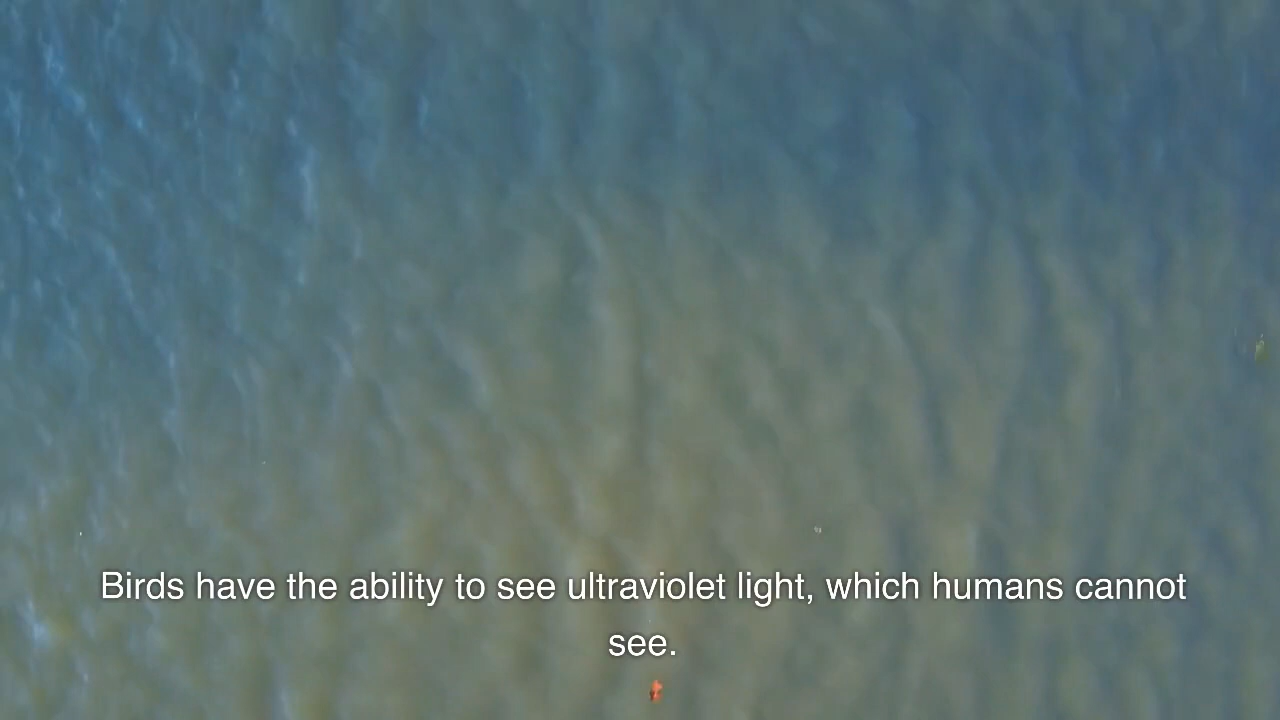 Birds have the ability to see ultraviolet light, which humans cannot
see.